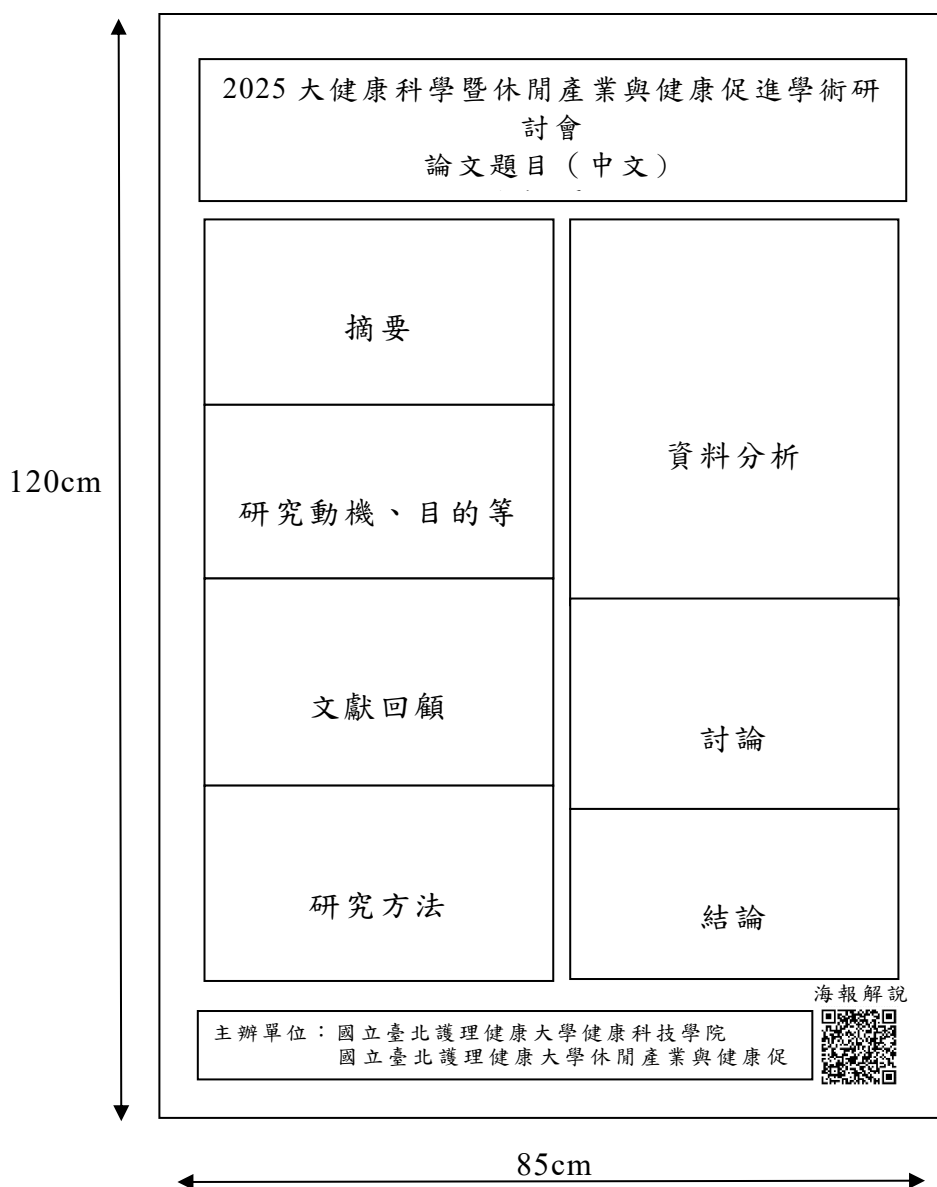 2025 大健康科學暨休閒產業與健康促進學術研
討會
論文題目（中文）
摘要
研究動機、目的等
文獻回顧
研究方法
資料分析
討論
結論
120cm
海報解說
主辦單位：國立臺北護理健康大學健康科技學院
國立臺北護理健康大學休閒產業與健康促
85cm